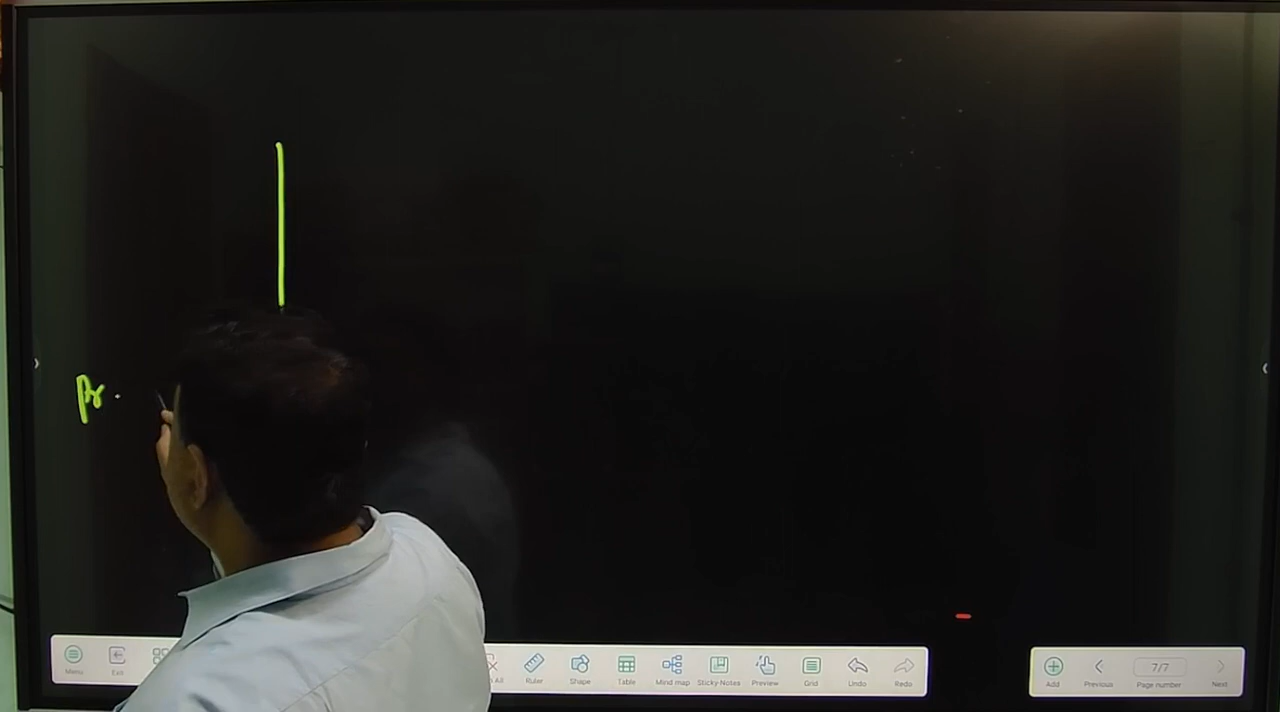 Pr
Menu
Exit
Ruler
Shape
Table
Mind map
Sticky-Notes
Preview
Grid
Undo
Redo
Add
Previous
7/7
Page number
Next